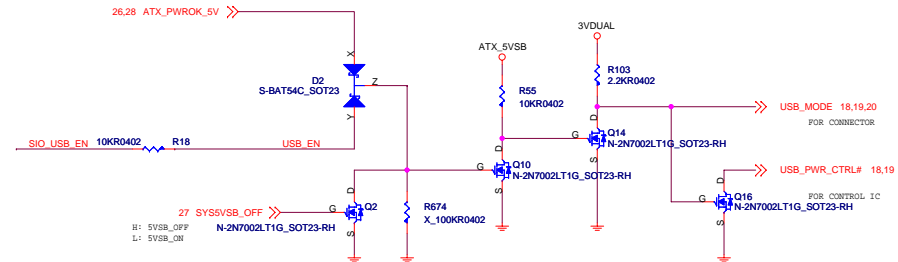 26,28 ATX_PWROK_5V
3VDUAL
ATX_5VSB
X
D2
S-BAT54C_SOT23
Z
Y
R55
10KR0402
R103
2.2KR0402
USB_MODE 18,19,20
FOR CONNECTOR
SIO_USB_EN
10KR0402
R18
USB_EN
D
G
S
Q14
N-2N7002LT1G_SOT23-RH
D
G
S
Q10
N-2N7002LT1G_SOT23-RH
USB_PWR_CTRL# 18,19
FOR CONTROL IC
D
G
S
Q16
N-2N7002LT1G_SOT23-RH
27 SYS5VSB_OFF
H: 5VSB_OFF
L: 5VSB_ON
D
G
S
Q2
N-2N7002LT1G_SOT23-RH
R674
X_100KR0402